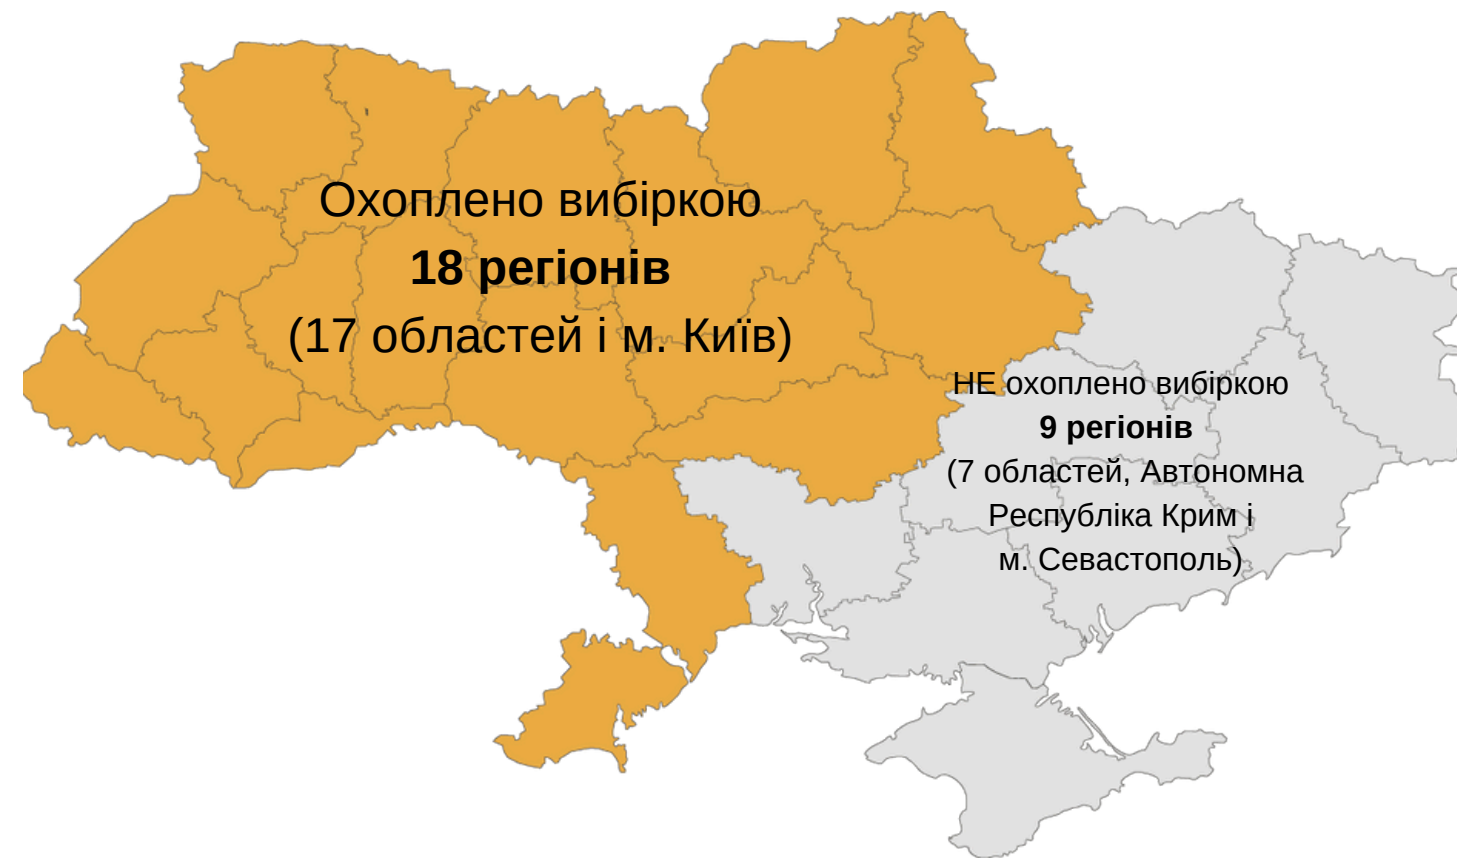 Охоплено вибіркою
18 регіонів
(17 областей і м. Київ)
НЕ охоплено вибіркою
9 регіонів
(7 областей, Автономна
Республіка Крим і
м. Севастополь)